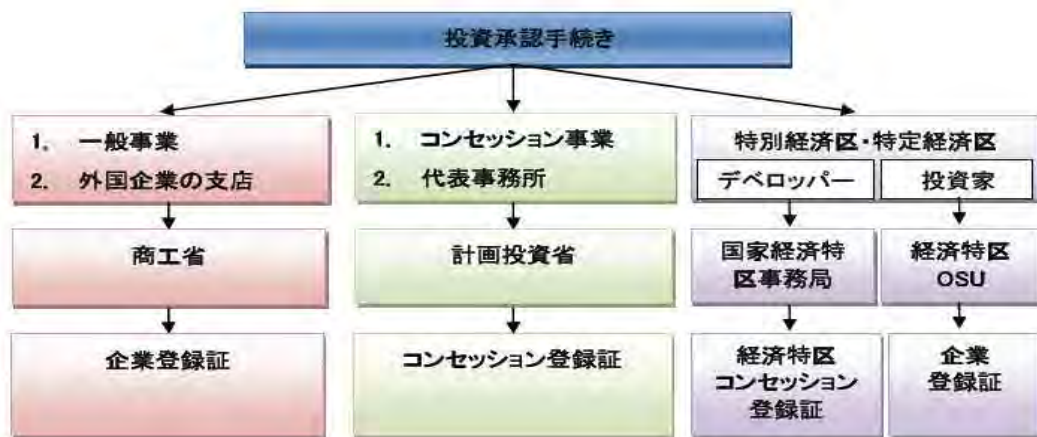 投資承認手続き
1. 一般事業
2. 外国企業の支店
商工省
企業登録証
1. コンセッション事業
2. 代表事務所
計画投資省
コンセッション登録証
特別経済区・特定経済区
デベロッパー
国家経済特
区事務局
経済特区
コンセッション
登録証
投資家
経済特区
OSU
企業
登録証